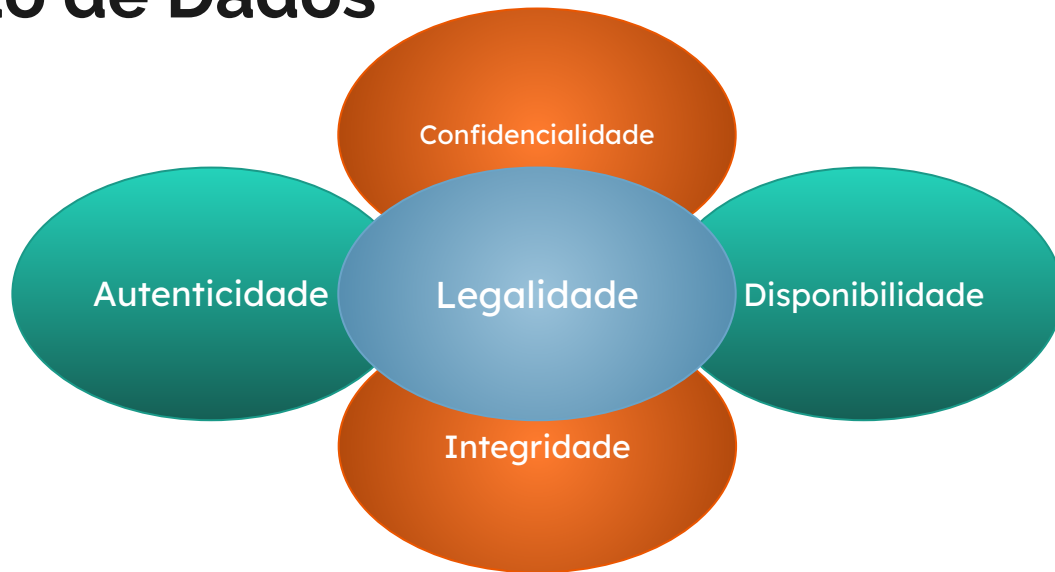 de Dados
Confidencialidade
Autenticidade
Legalidade
Disponibilidade
Integridade